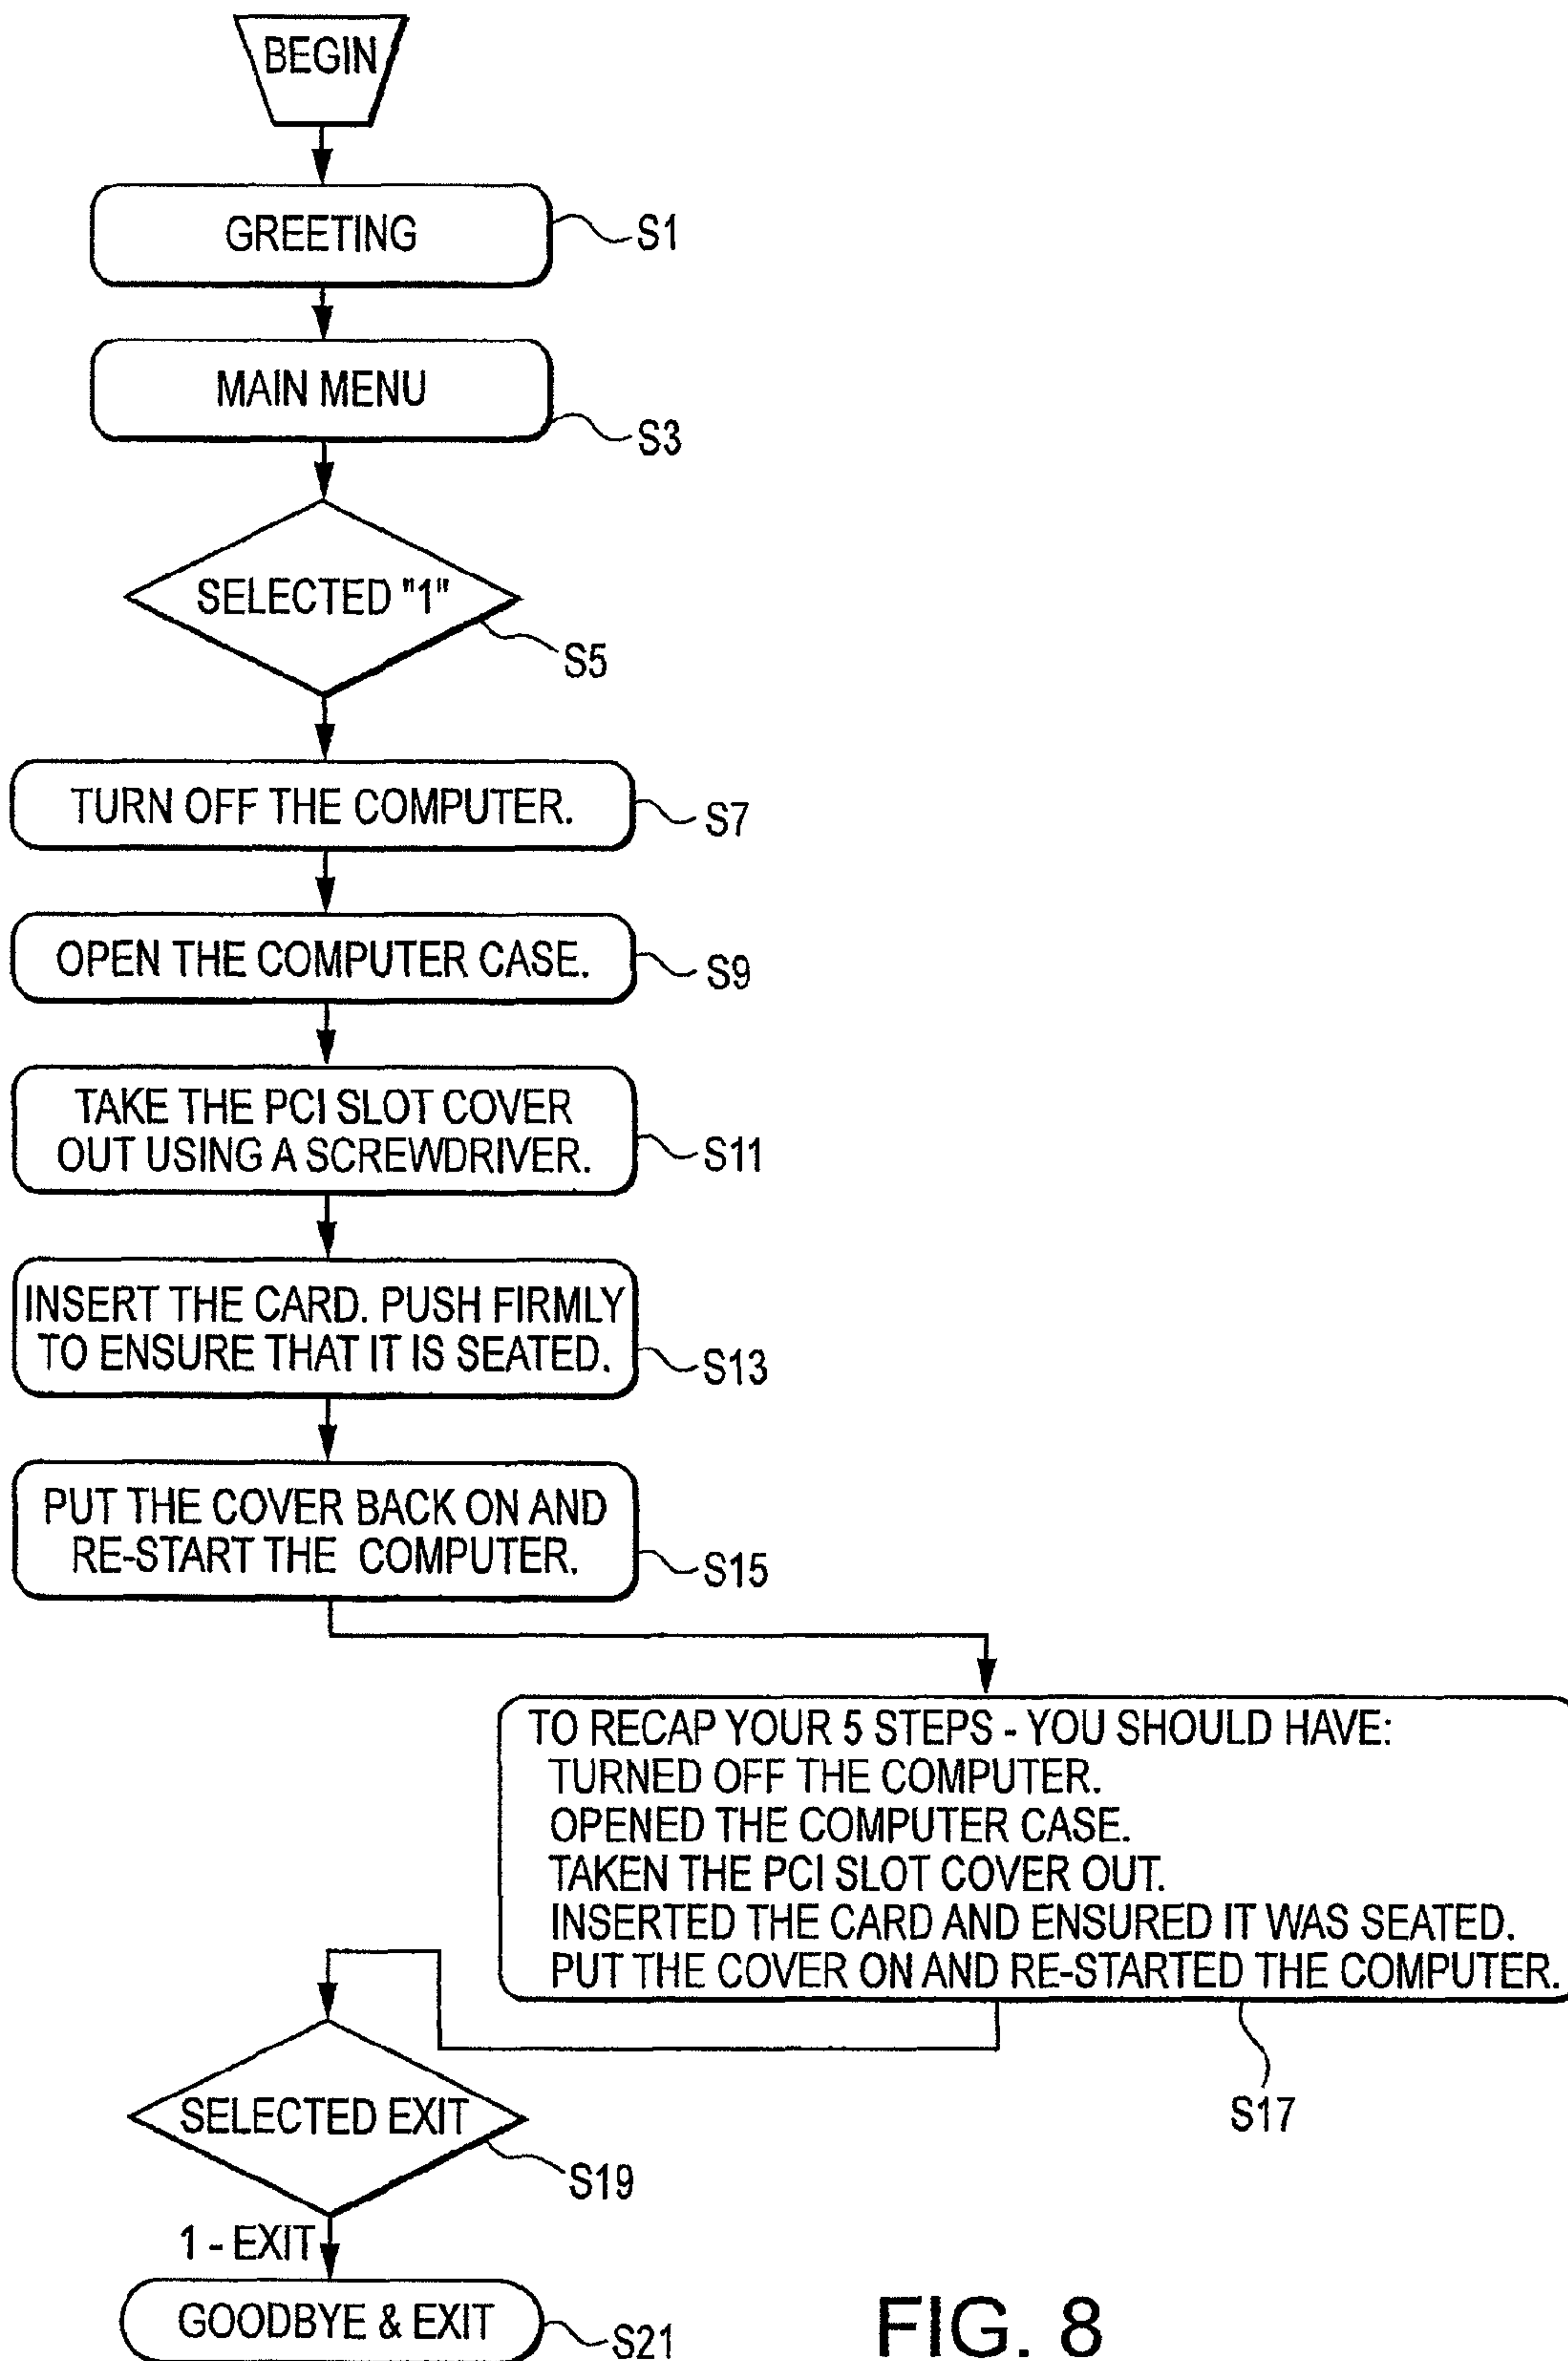 BEGIN
GREETING
S1
MAIN MENU
S3
SELECTED "1"
S5
TURN OFF THE COMPUTER.
S7
OPEN THE COMPUTER CASE.
S9
TAKE THE PCI SLOT COVER
OUT USING A SCREWDRIVER.
S11
INSERT THE CARD. PUSH FIRMLY
TO ENSURE THAT IT IS SEATED.
S13
PUT THE COVER BACK ON AND
RE-START THE COMPUTER.
S15
TO RECAP YOUR 5 STEPS - YOU SHOULD HAVE:
TURNED OFF THE COMPUTER.
OPENED THE COMPUTER CASE.
TAKEN THE PCI SLOT COVER OUT.
INSERTED THE CARD AND ENSURED IT WAS SEATED.
PUT THE COVER ON AND RE-STARTED THE COMPUTER.
S17
SELECTED EXIT
S19
1 - EXIT
GOODBYE & EXIT
S21
FIG. 8